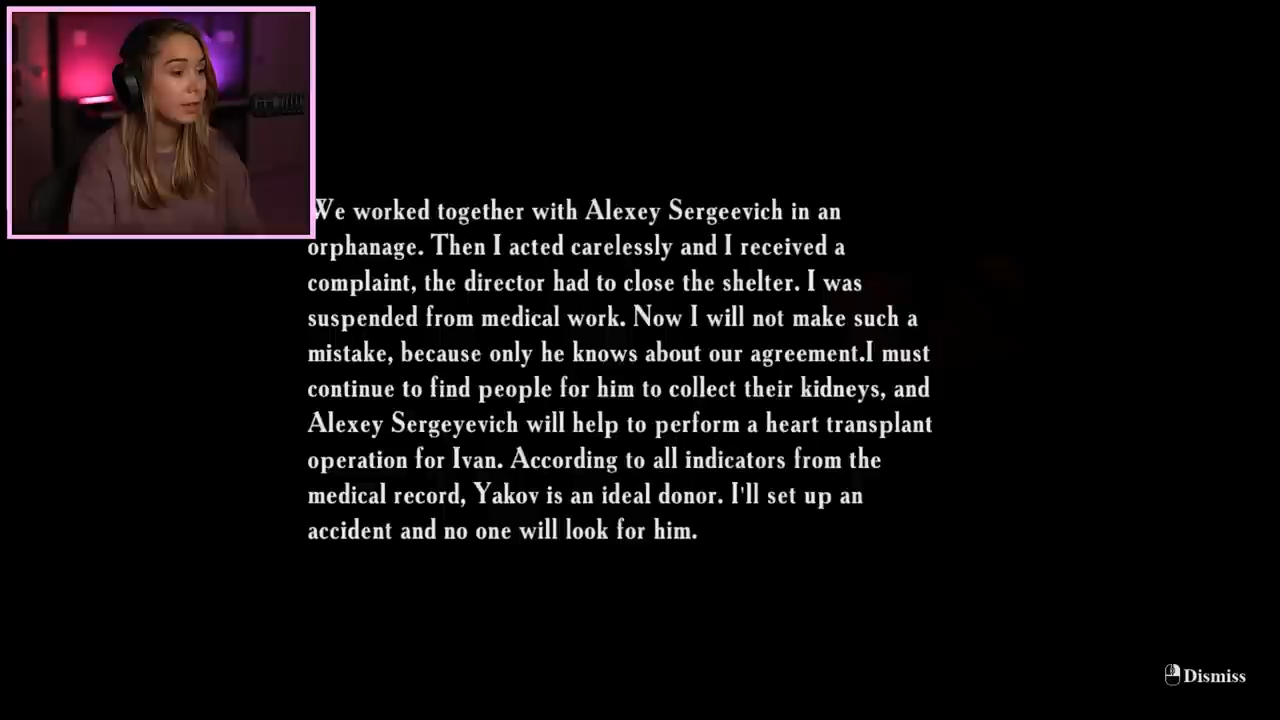 We worked together with Alexey Sergeevich in an
orphanage. Then I acted carelessly and I received a
complaint, the director had to close the shelter. I was
suspended from medical work. Now I will not make such a
mistake, because only he knows about our agreement.I must
continue to find people for him to collect their kidneys, and
Alexey Sergeyevich will help to perform a heart transplant
operation for Ivan. According to all indicators from the
medical record, Yakov is an ideal donor. I'll set up an
accident and no one will look for him.
Dismiss